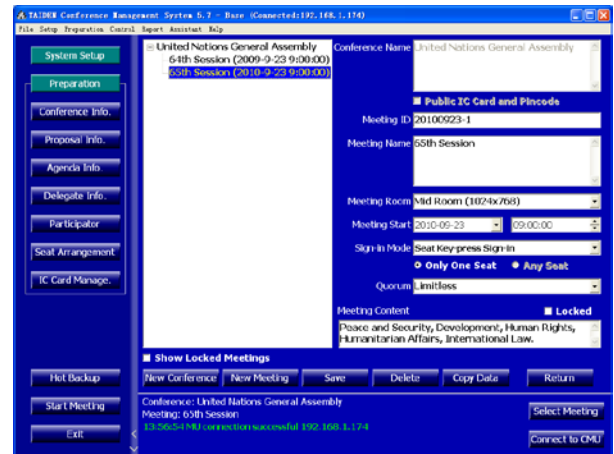 TAIDEN Conference Management System 5.7 - Base (Connected:192.168.1.174)
File Setup Preparation Control Report Assistant Help
System Setup
Preparation
Conference Info.
Proposal Info.
Agenda Info.
Delegate Info.
Participator
Seat Arrangement
IC Card Manage.
Hot Backup
Start Meeting
Exit
United Nations General Assembly
64th Session (2009-9-23 9:00:00)
65th Session (2010-9-23 9:00:00)
Show Locked Meetings
Conference Name United Nations General Assembly
Public IC Card and Pincode
Meeting ID 20100923-1
Meeting Name 65th Session
Meeting Room Mid Room (1024x768)
Meeting Start 2010-09-23 09:00:00
Sign-in Mode Seat Key-press Sign-in
Only One Seat Any Seat
Quorum Limitless
Meeting Content Locked
Peace and Security, Development, Human Rights,
Humanitarian Affairs, International Law.
New Conference New Meeting Save Delete Copy Data Return
Conference: United Nations General Assembly
Meeting: 65th Session
13:56:54 MU connection successful 192.168.1.174
Select Meeting
Connect to CMU